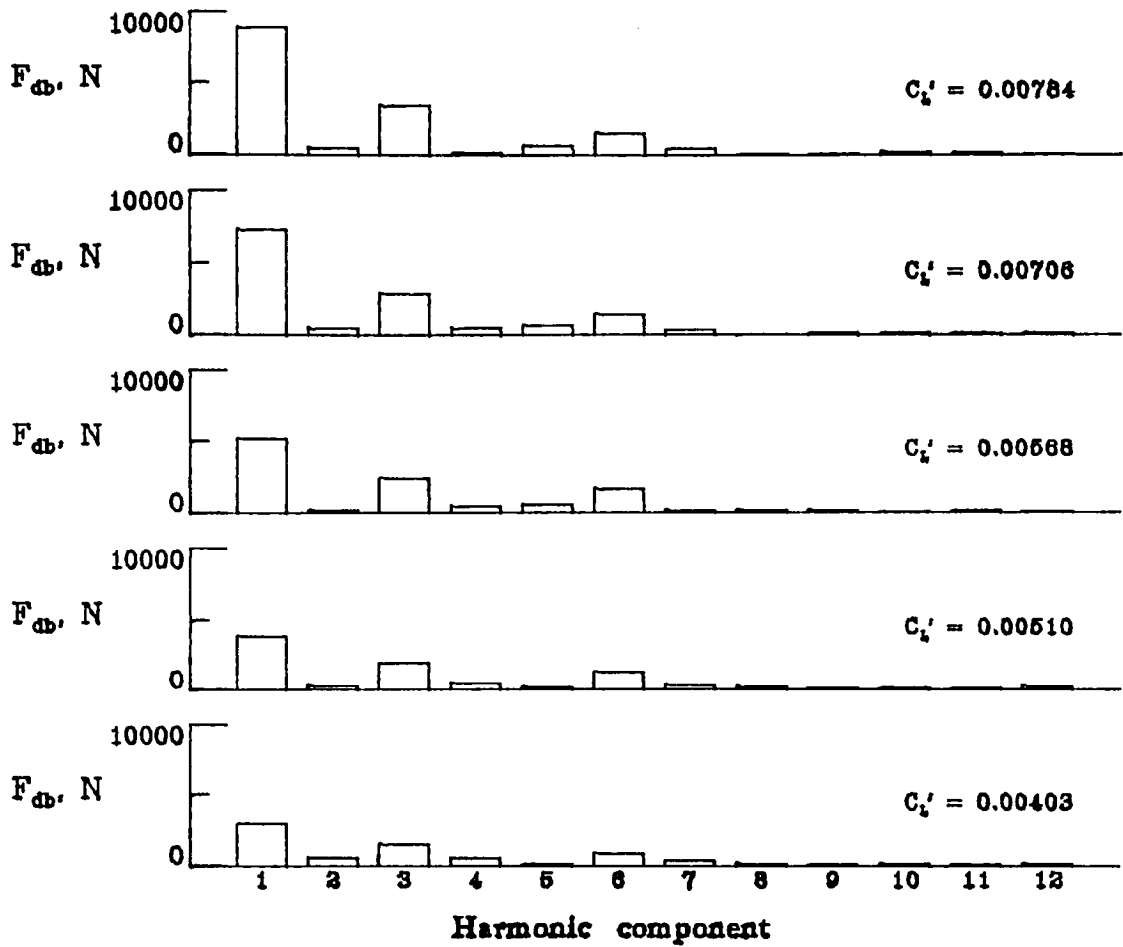 10000
F_db, N
0
C_L' = 0.00784
10000
F_db, N
0
C_L' = 0.00706
10000
F_db, N
0
C_L' = 0.00568
10000
F_db, N
0
C_L' = 0.00510
10000
F_db, N
0
C_L' = 0.00403
1 2 3 4 5 6 7 8 9 10 11 12
Harmonic component